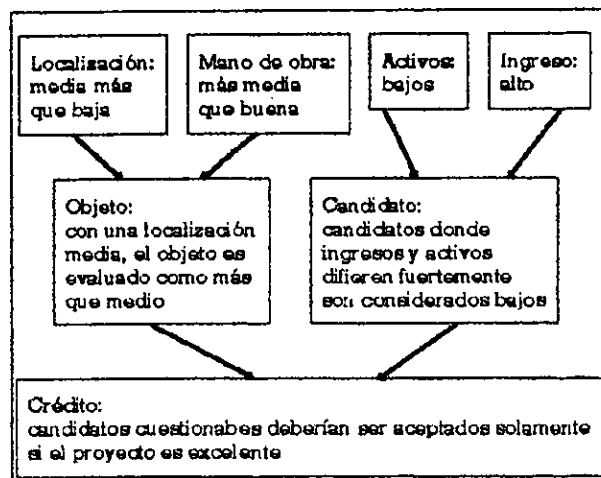 Localización:
media más
que baja
Mano de obra:
más media
que buena
Activos:
bajos
Ingreso:
alto
Objeto:
con una localización
media, el objeto es
evaluado como más
que medio
Candidato:
candidatos donde
ingresos y activos
difieren fuertemente
son considerados bajos
Crédito:
candidatos cuestionabes deberían ser aceptados solamente
si el proyecto es excelente